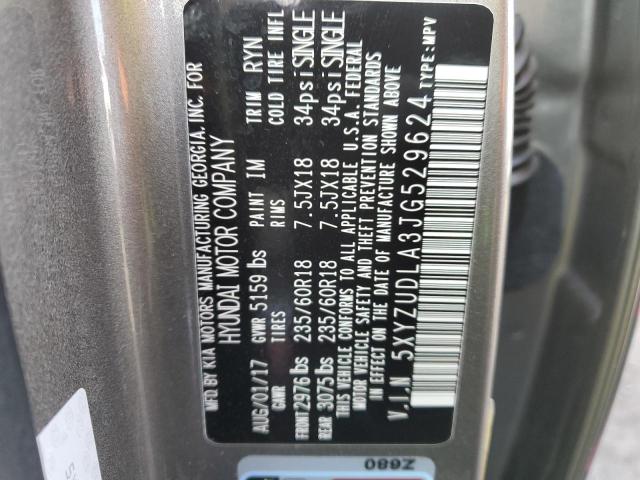 MFD BY KIA MOTORS MANUFACTURING GEORGIA, INC. FOR
HYUNDAI MOTOR COMPANY
AUG/01/17 GVWR 5159 lbs PAINT IM TRIM RYN
GAWR TIRES RIMS COLD TIRE INFL
FRONT 2976 lbs 235/60R18 7.5JX18 34psi SINGLE
REAR 3075 lbs 235/60R18 7.5JX18 34psi SINGLE
THIS VEHICLE CONFORMS TO ALL APPLICABLE U.S.A. FEDERAL
MOTOR VEHICLE SAFETY AND THEFT PREVENTION STANDARDS
IN EFFECT ON THE DATE OF MANUFACTURE SHOWN ABOVE
V.I.N 5XYZUDLA3JG529624 TYPE:MPV
Z680